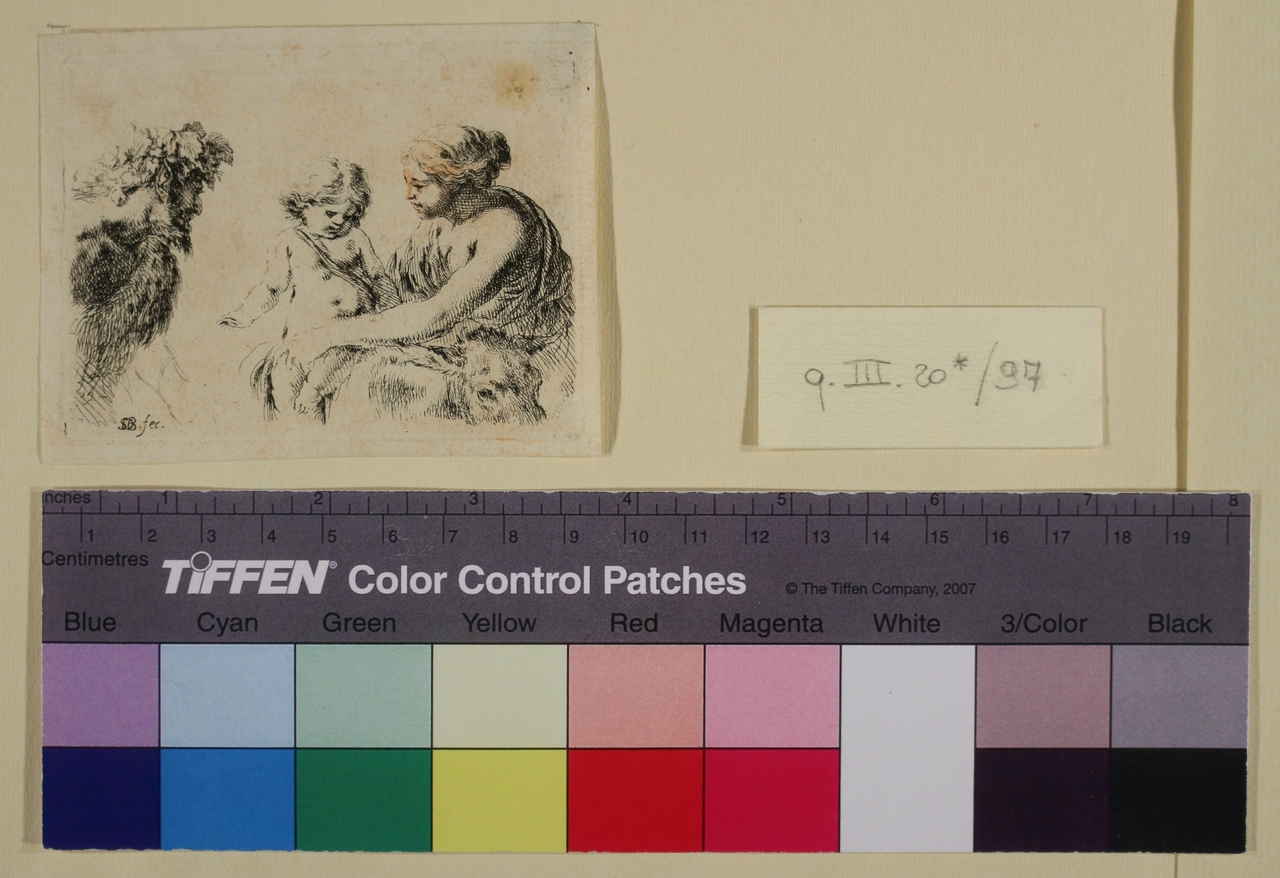 SDB. fec.
9. III. 20*/97
nches 1 2 3 4 5 6 7 8
1 2 3 4 5 6 7 8 9 10 11 12 13 14 15 16 17 18 19
Centimetres
TiFFEN® Color Control Patches © The Tiffen Company, 2007
Blue Cyan Green Yellow Red Magenta White 3/Color Black